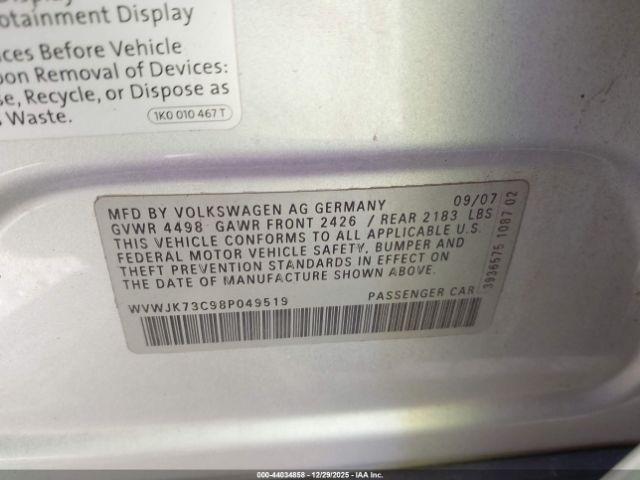 otainment Display
ces Before Vehicle
pon Removal of Devices:
se, Recycle, or Dispose as
Waste.
1K0 010 467 T
MFD BY VOLKSWAGEN AG GERMANY 09/07
GVWR 4498 GAWR FRONT 2426 / REAR 2183 LBS
THIS VEHICLE CONFORMS TO ALL APPLICABLE U.S.
FEDERAL MOTOR VEHICLE SAFETY, BUMPER AND
THEFT PREVENTION STANDARDS IN EFFECT ON
THE DATE OF MANUFACTURE SHOWN ABOVE.
WVWJK73C98P049519 PASSENGER CAR
3936575 1087 02
000-44034858 - 12/29/2025 - IAA Inc.